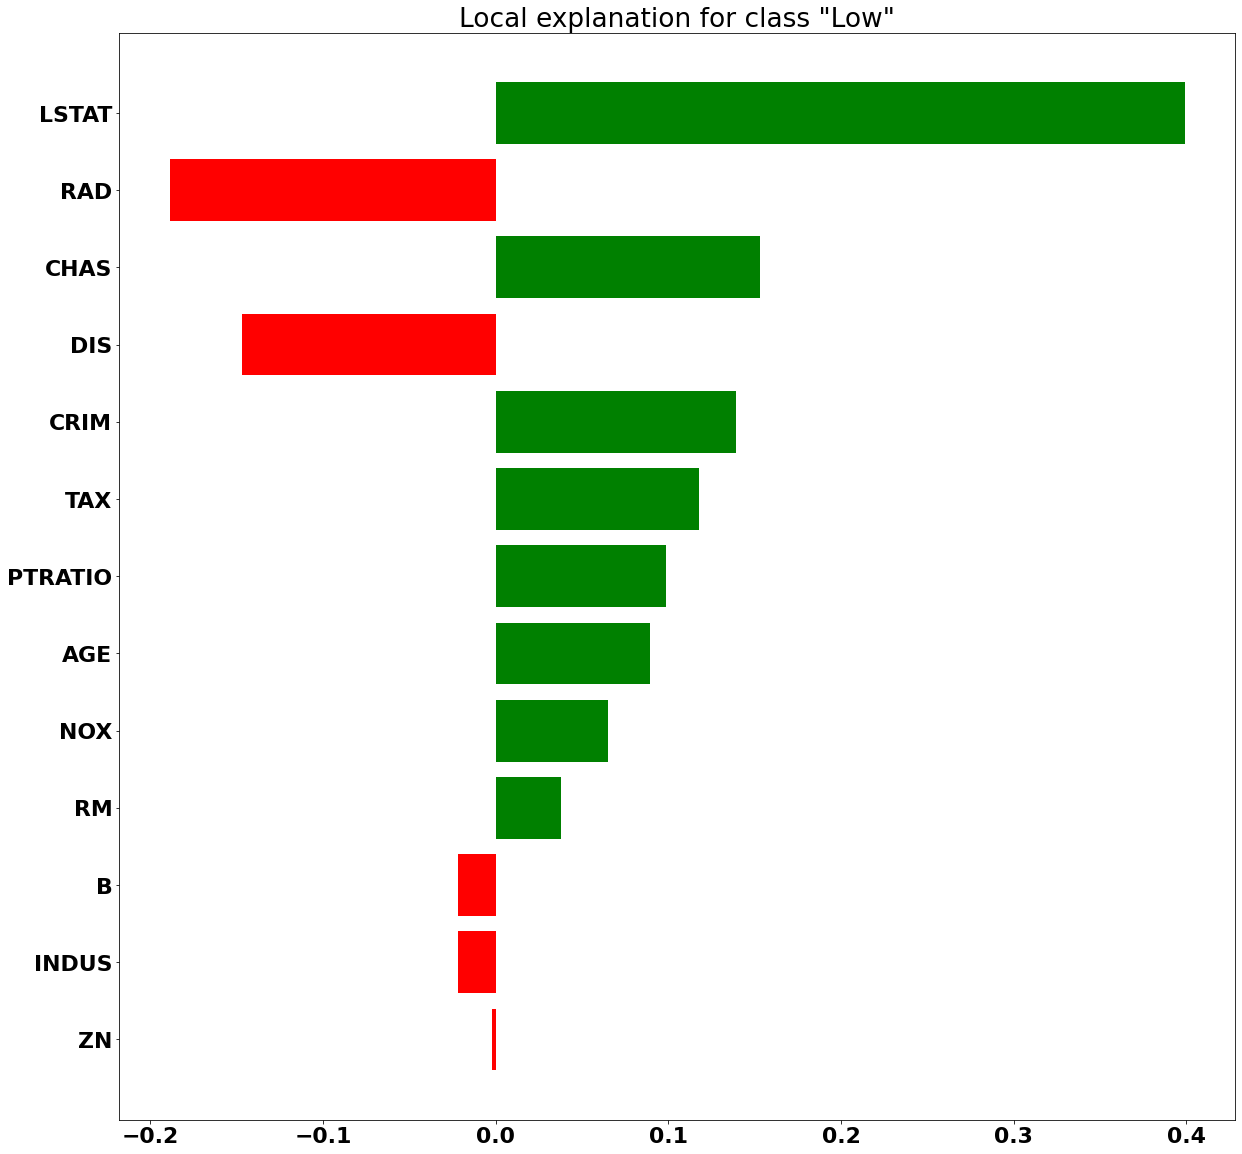 Local explanation for class "Low"
LSTAT
RAD
CHAS
DIS
CRIM
TAX
PTRATIO
AGE
NOX
RM
B
INDUS
ZN
−0.2 −0.1 0.0 0.1 0.2 0.3 0.4